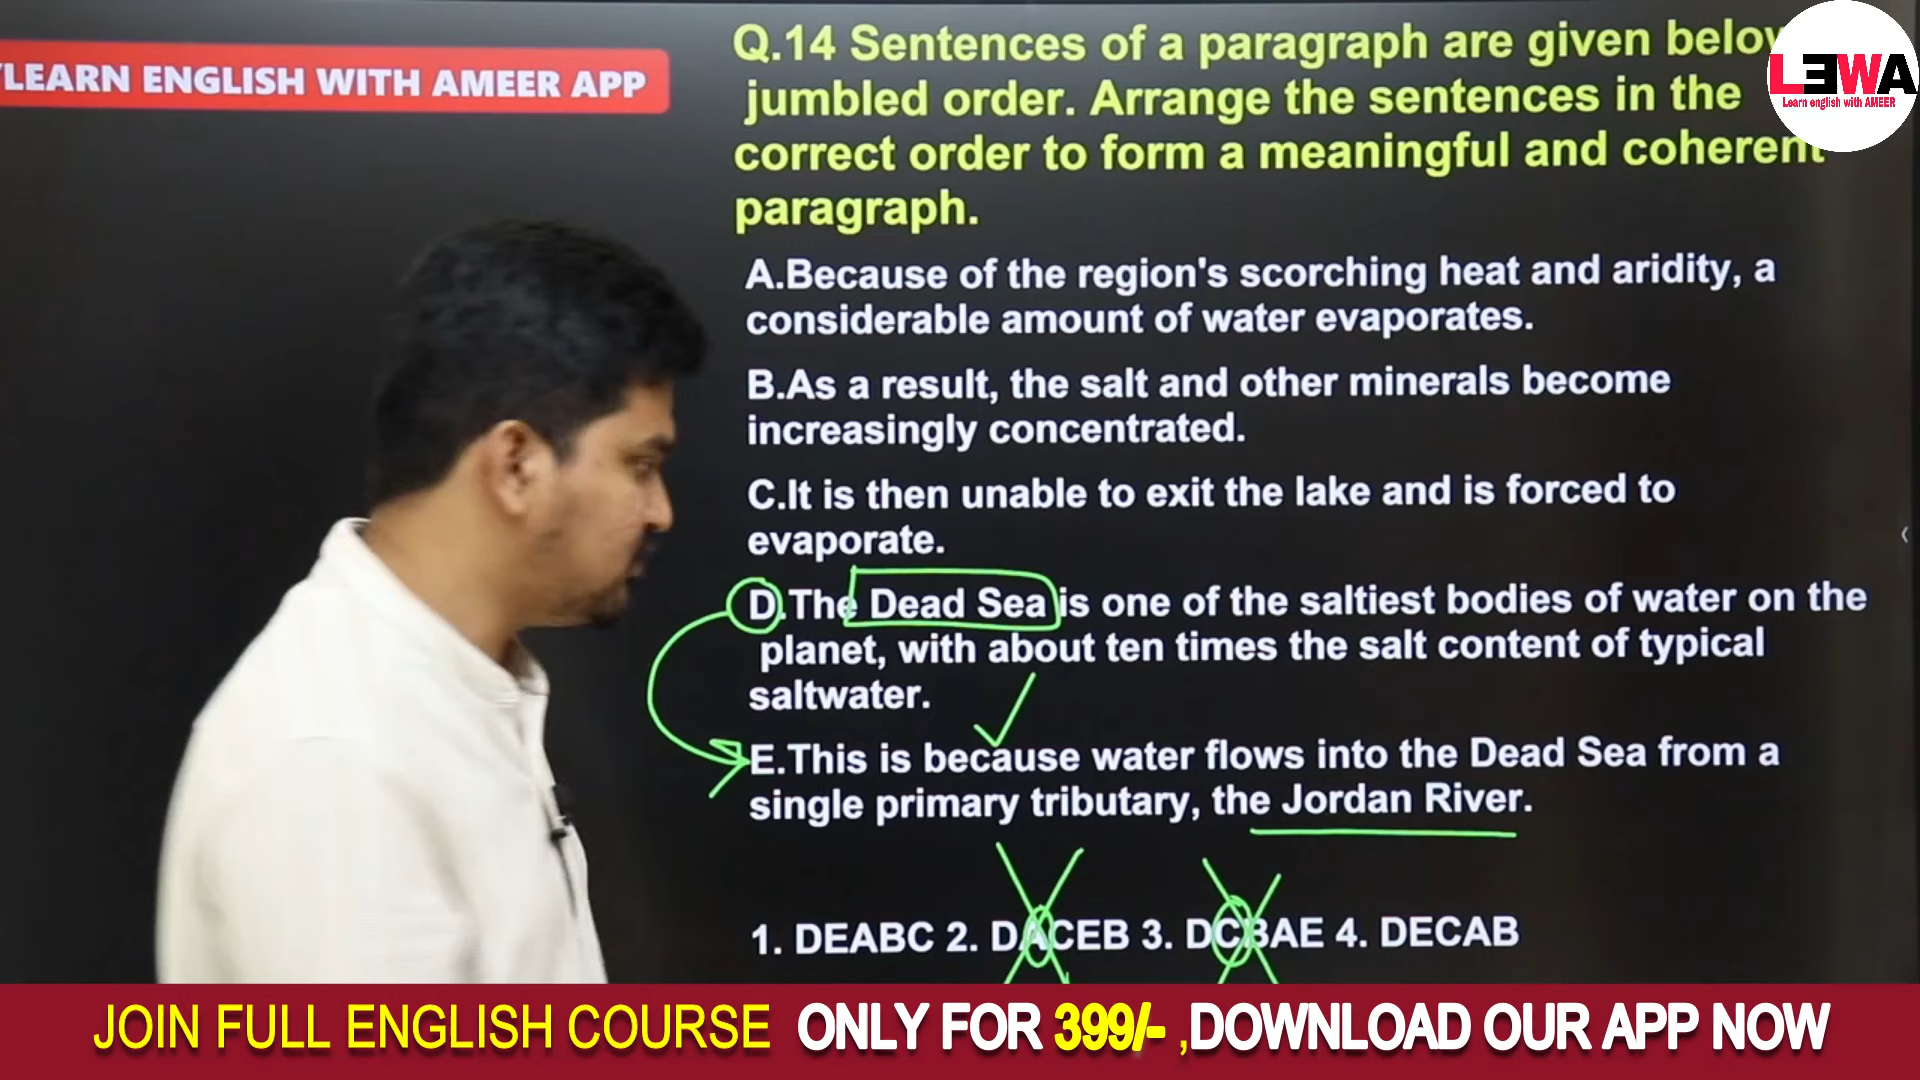 LEARN ENGLISH WITH AMEER APP
Q.14 Sentences of a paragraph are given below
jumbled order. Arrange the sentences in the
correct order to form a meaningful and coherent
paragraph.
LEWA
Learn english with AMEER
A.Because of the region's scorching heat and aridity, a
considerable amount of water evaporates.
B.As a result, the salt and other minerals become
increasingly concentrated.
C.It is then unable to exit the lake and is forced to
evaporate.
D.The Dead Sea is one of the saltiest bodies of water on the
planet, with about ten times the salt content of typical
saltwater.
E.This is because water flows into the Dead Sea from a
single primary tributary, the Jordan River.
1. DEABC 2. DACEB 3. DCBAE 4. DECAB
JOIN FULL ENGLISH COURSE ONLY FOR 399/- ,DOWNLOAD OUR APP NOW